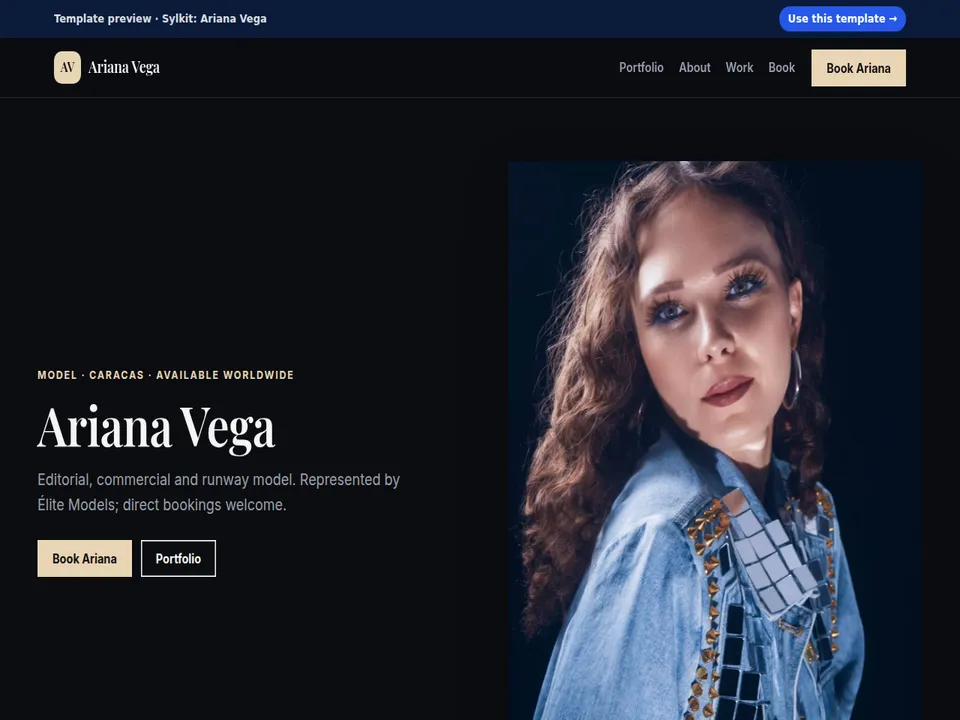 Template preview · Sylkit: Ariana Vega
Use this template →
AV
Ariana Vega
Portfolio
About
Work
Book
Book Ariana
MODEL · CARACAS · AVAILABLE WORLDWIDE
Ariana Vega
Editorial, commercial and runway model. Represented by
Élite Models; direct bookings welcome.
Book Ariana
Portfolio